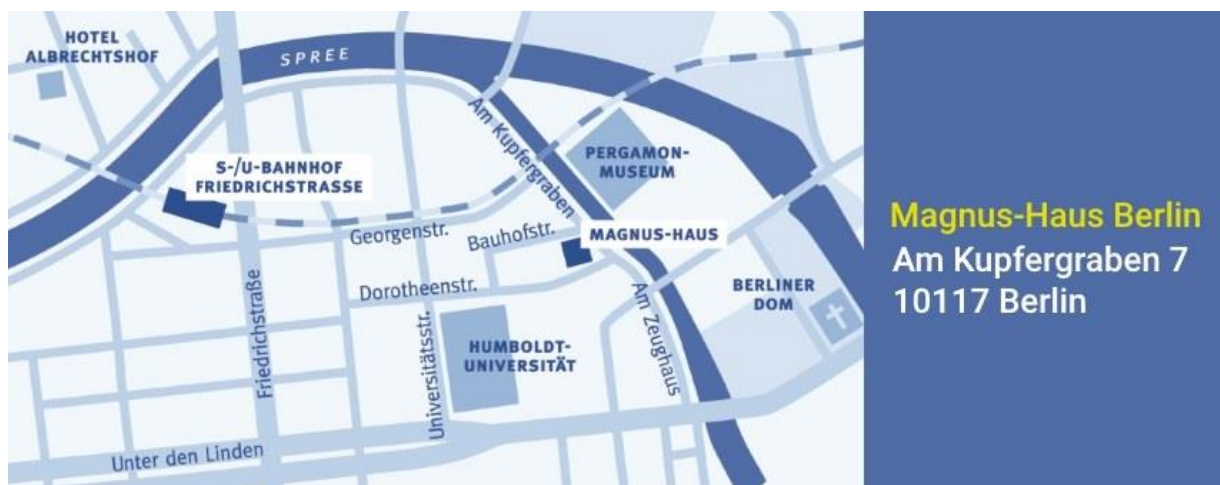 HOTEL
ALBRECHTSHOF
SPREE
S-/U-BAHNHOF
FRIEDRICHSTRASSE
Am Kupfergraben
PERGAMON-
MUSEUM
Georgenstr.
Bauhofstr.
MAGNUS-HAUS
Dorotheenstr.
BERLINER
DOM
Friedrichstraße
Universitätsstr.
HUMBOLDT-
UNIVERSITÄT
Am Zeughaus
Unter den Linden
Magnus-Haus Berlin
Am Kupfergraben 7
10117 Berlin